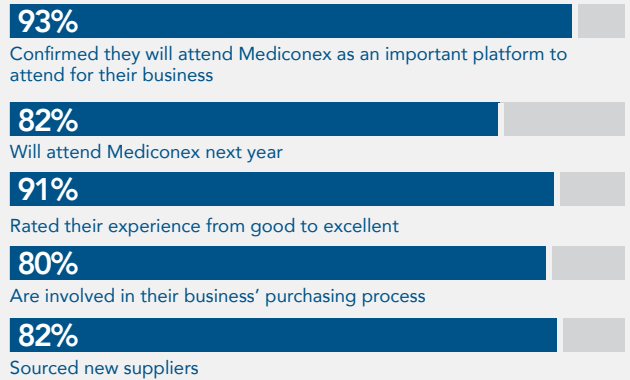 93%
Confirmed they will attend Mediconex as an important platform to
attend for their business
82%
Will attend Mediconex next year
91%
Rated their experience from good to excellent
80%
Are involved in their business’ purchasing process
82%
Sourced new suppliers